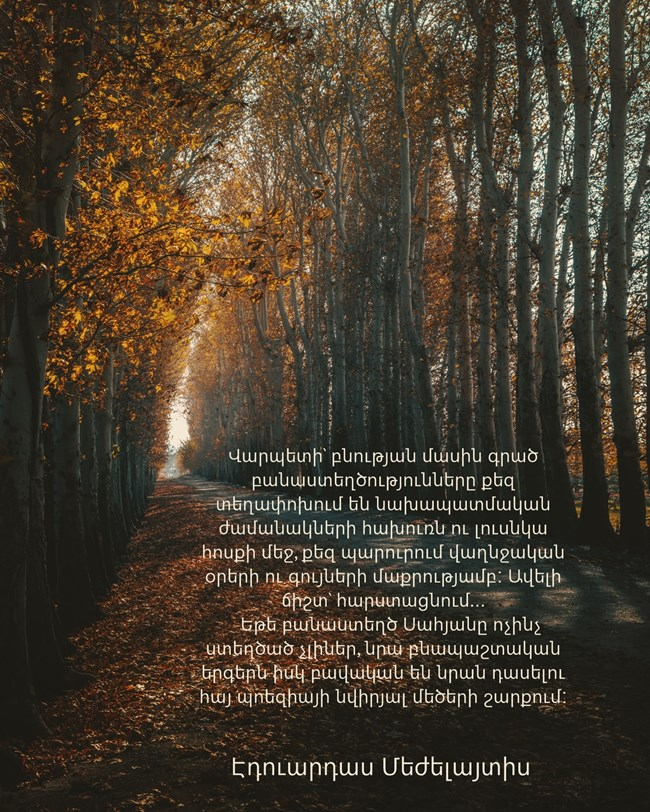 Վարպետի՝ բնության մասին գրած
բանաստեղծությունները քեզ
տեղափոխում են նախապատմական
ժամանակների հախուռն ու լուսնկա
հոսքի մեջ, քեզ պարուրում վաղնջական
օրերի ու գույների մաքրությամբ: Ավելի
ճիշտ՝ հարստացնում...
Եթե բանաստեղծ Սահյանը ոչինչ
ստեղծած չլիներ, նրա բնապաշտական
երգերն իսկ բավական են նրան դասելու
հայ պոեզիայի նվիրյալ մեծերի շարքում:
Էդուարդաս Մեժելայտիս